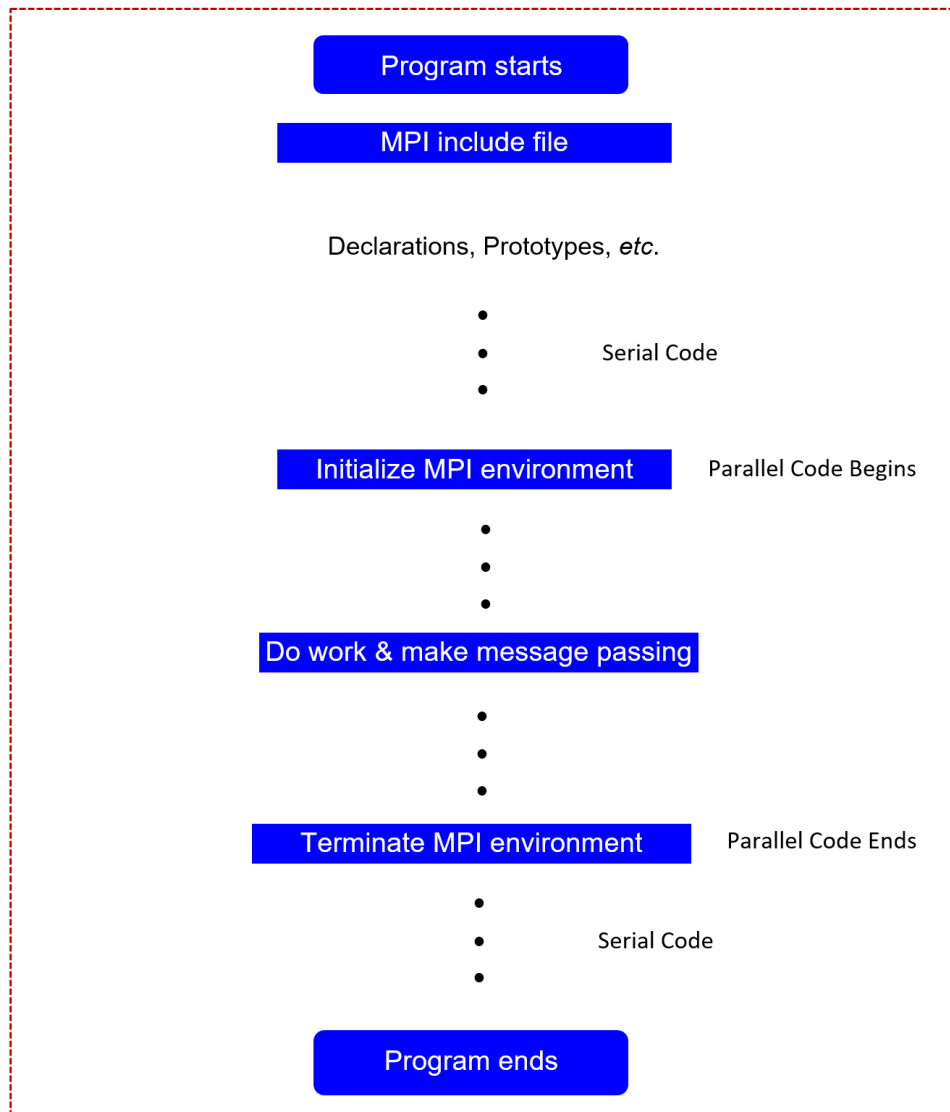 Program starts
MPI include file
Declarations, Prototypes, etc.
Serial Code
Initialize MPI environment
Parallel Code Begins
Do work & make message passing
Terminate MPI environment
Parallel Code Ends
Serial Code
Program ends